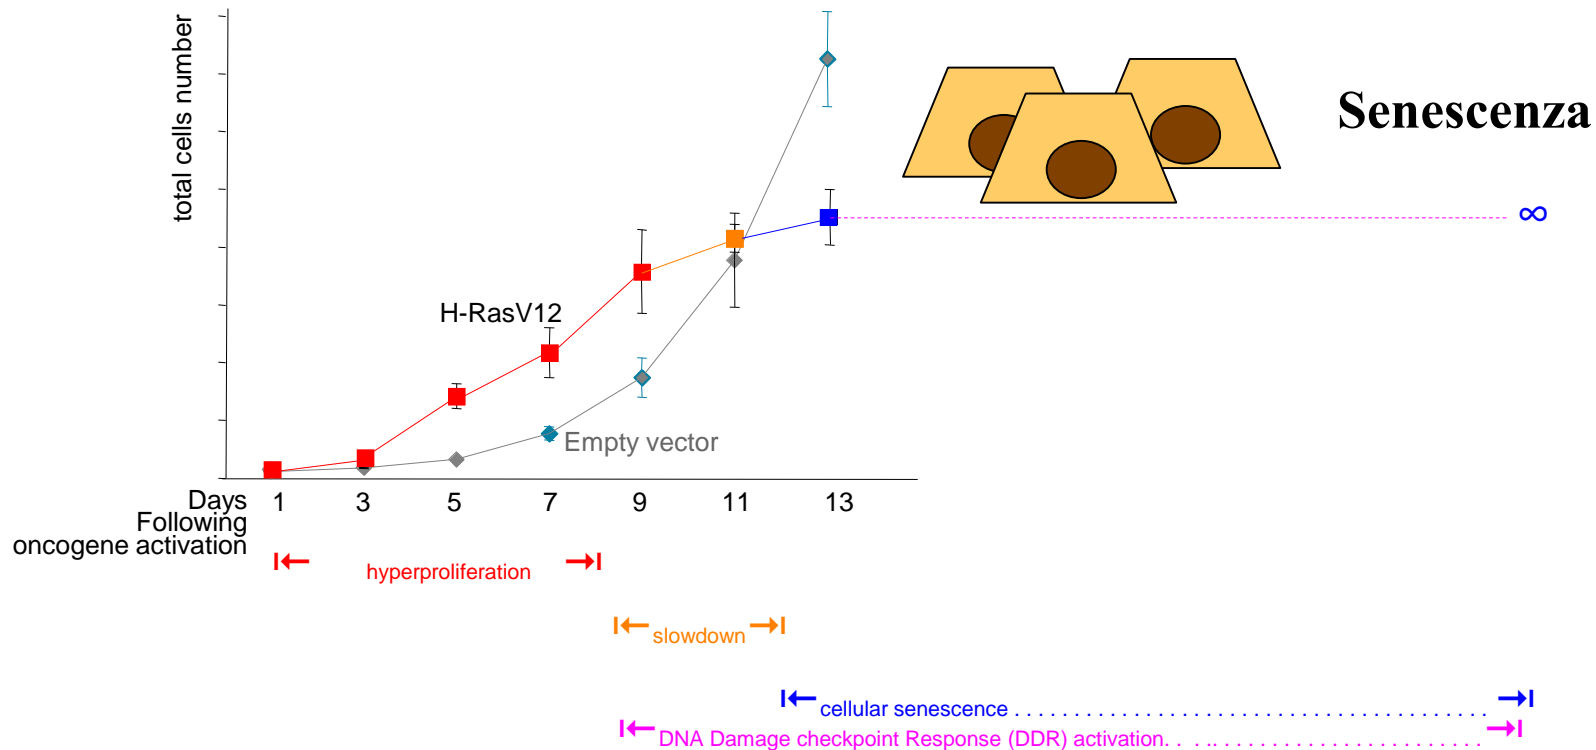 total cells number
Senescenza
∞
H-RasV12
Empty vector
Days 1 3 5 7 9 11 13
Following
oncogene activation
hyperproliferation
slowdown
cellular senescence . . . . . . . . . . . . . . . . . . . . . . . . . . . . . . . . . . . . . . . . .
DNA Damage checkpoint Response (DDR) activation. . . .. . . . . . . . . . . . . . . . . . . . . . . .